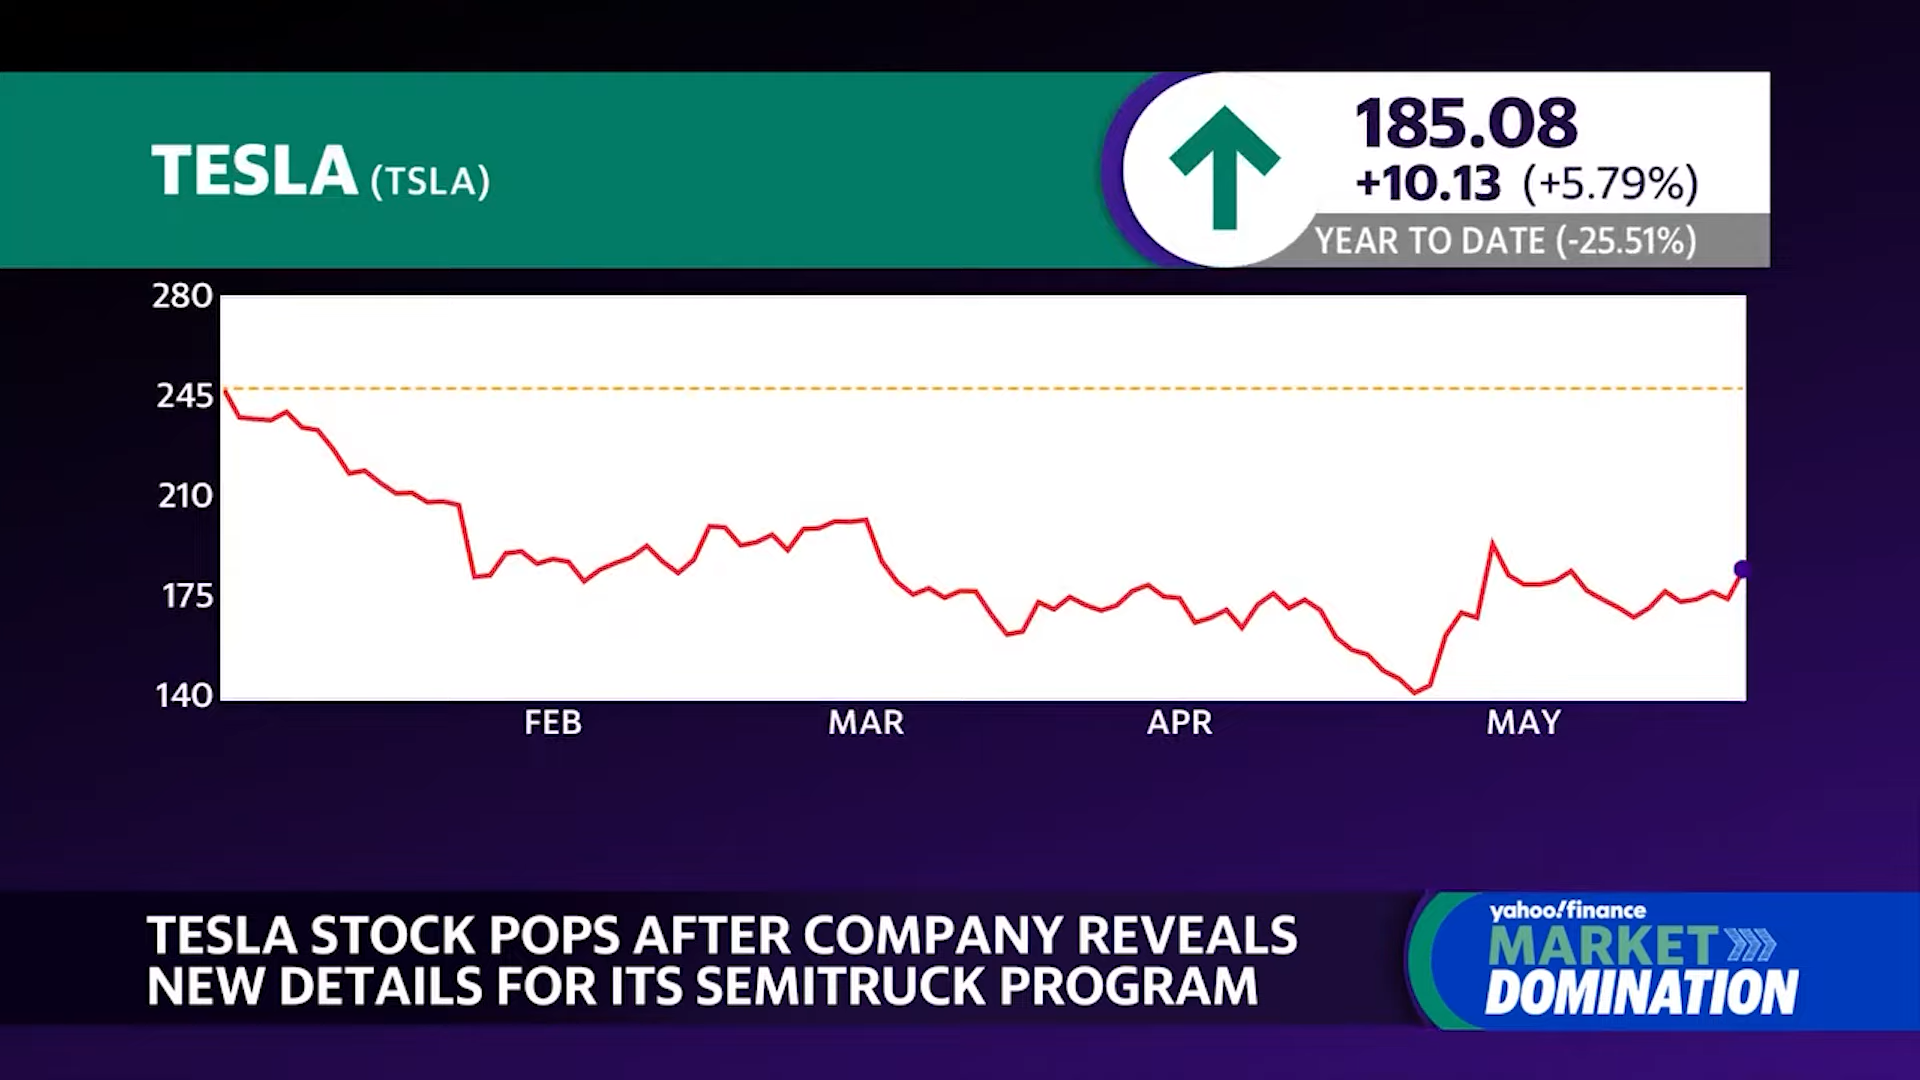 TESLA (TSLA)
185.08
+10.13 (+5.79%)
YEAR TO DATE (-25.51%)
280
245
210
175
140
FEB MAR APR MAY
TESLA STOCK POPS AFTER COMPANY REVEALS
NEW DETAILS FOR ITS SEMITRUCK PROGRAM
yahoo!finance
MARKET
DOMINATION